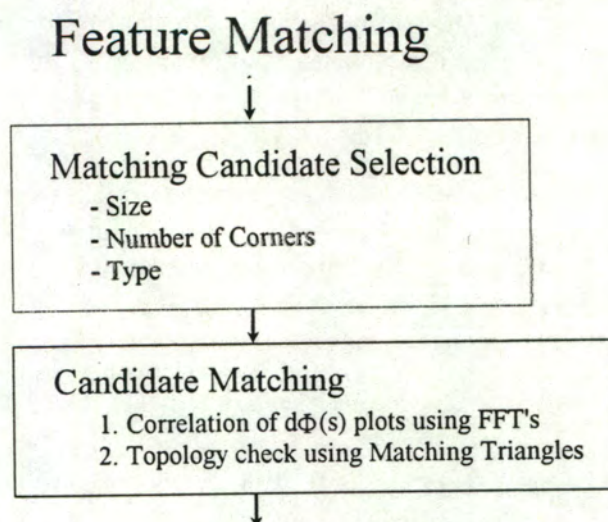 Feature Matching
Matching Candidate Selection
- Size
- Number of Corners
- Type
Candidate Matching
1. Correlation of dΦ(s) plots using FFT's
2. Topology check using Matching Triangles